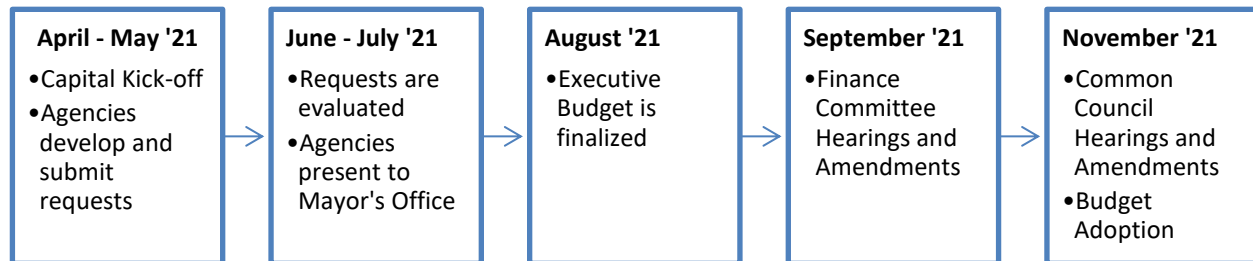 April - May '21
•Capital Kick-off
•Agencies
develop and
submit
requests
June - July '21
•Requests are
evaluated
•Agencies
present to
Mayor's Office
August '21
•Executive
Budget is
finalized
September '21
•Finance
Committee
Hearings and
Amendments
November '21
•Common
Council
Hearings and
Amendments
•Budget
Adoption